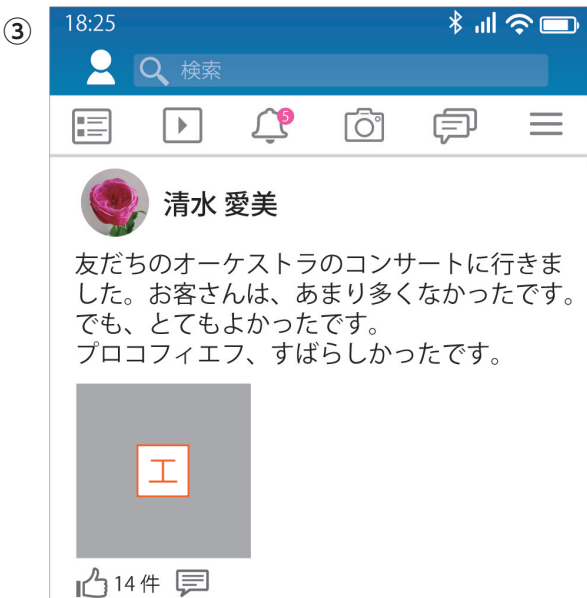 ③
18:25
検索
5
清水 愛美
友だちのオーケストラのコンサートに行きま
した。お客さんは、あまり多くなかったです。
でも、とてもよかったです。
プロコフィエフ、すばらしかったです。
エ
14件